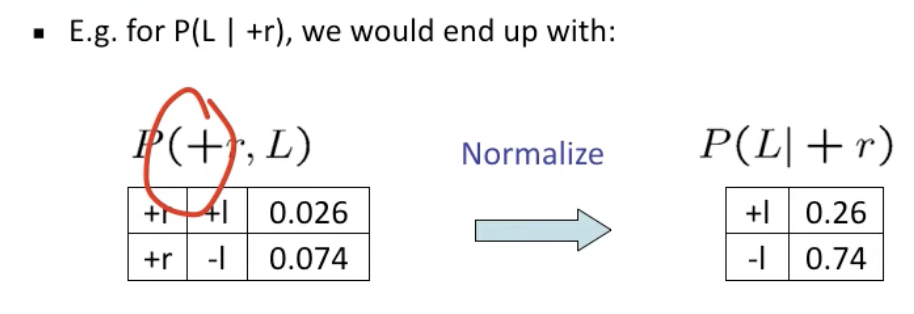 ▪ E.g. for P(L | +r), we would end up with:
P(+r, L) Normalize P(L| + r)
+r +l 0.026 +l 0.26
+r -l 0.074 -l 0.74